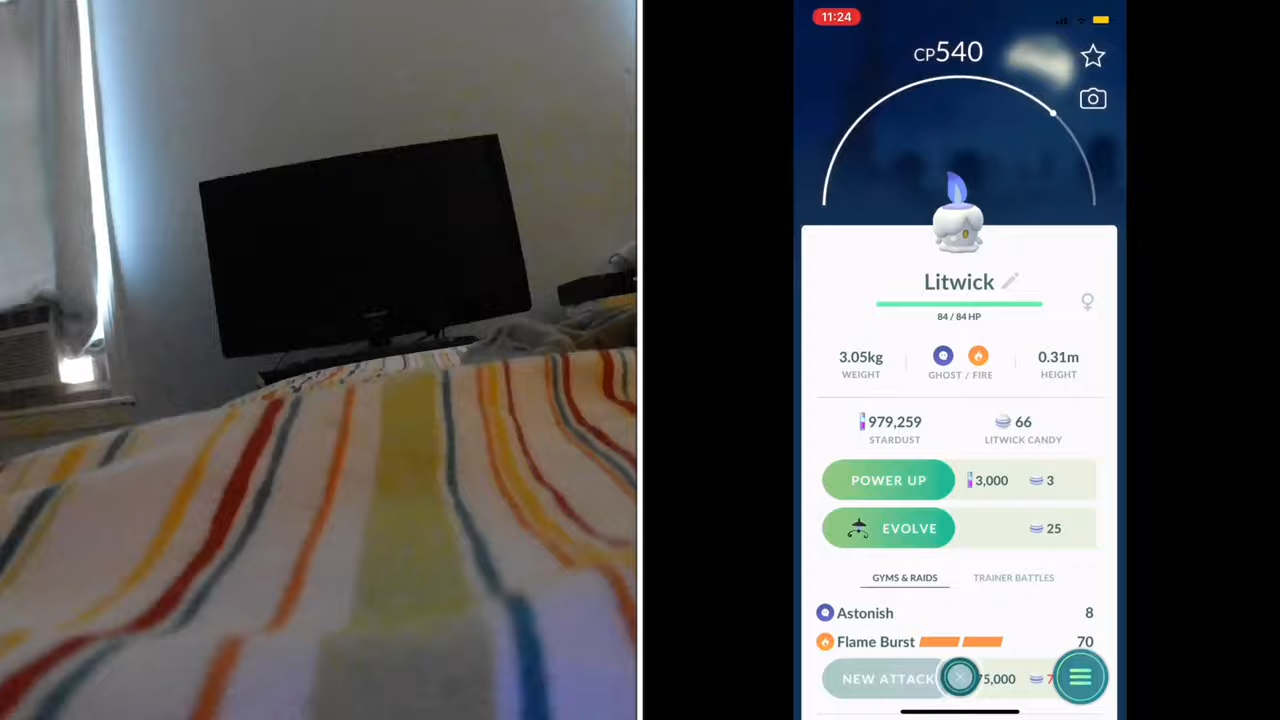 11:24
CP540
Litwick
84 / 84 HP
3.05kg
WEIGHT
GHOST / FIRE
0.31m
HEIGHT
979,259
STARDUST
66
LITWICK CANDY
POWER UP 3,000 3
EVOLVE 25
GYMS & RAIDS TRAINER BATTLES
Astonish 8
Flame Burst 70
NEW ATTACK 75,000